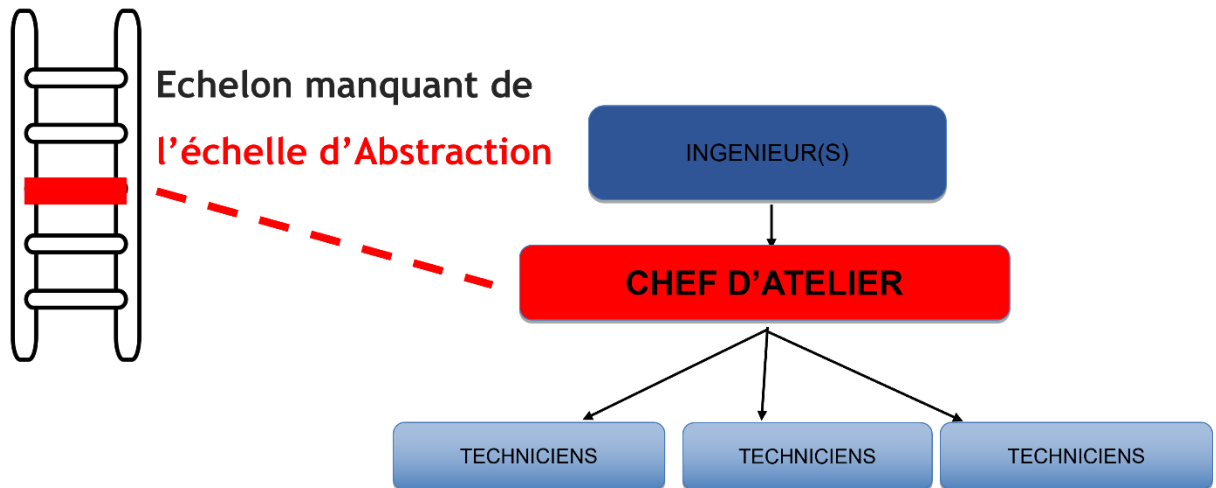 Echelon manquant de
l’échelle d’Abstraction
INGENIEUR(S)
CHEF D’ATELIER
TECHNICIENS
TECHNICIENS
TECHNICIENS